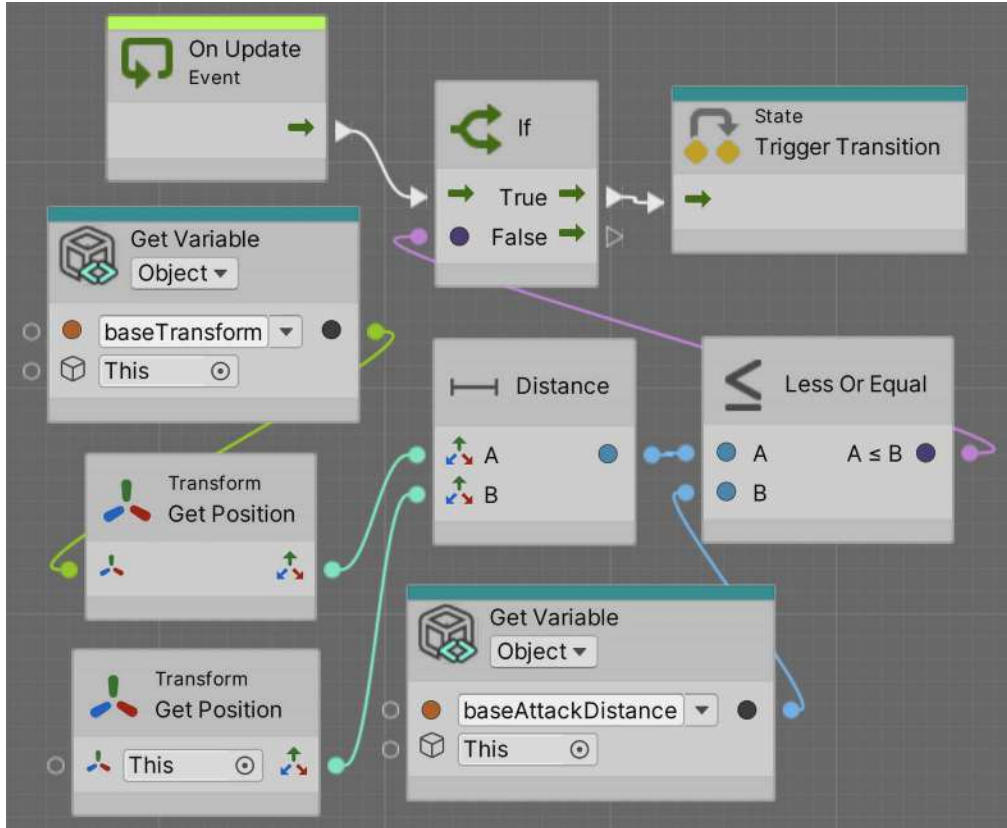 On Update
Event
If
True
False
State
Trigger Transition
Get Variable
Object
baseTransform
This
Distance
A
B
Less Or Equal
A A ≤ B
B
Transform
Get Position
Transform
Get Position
This
Get Variable
Object
baseAttackDistance
This